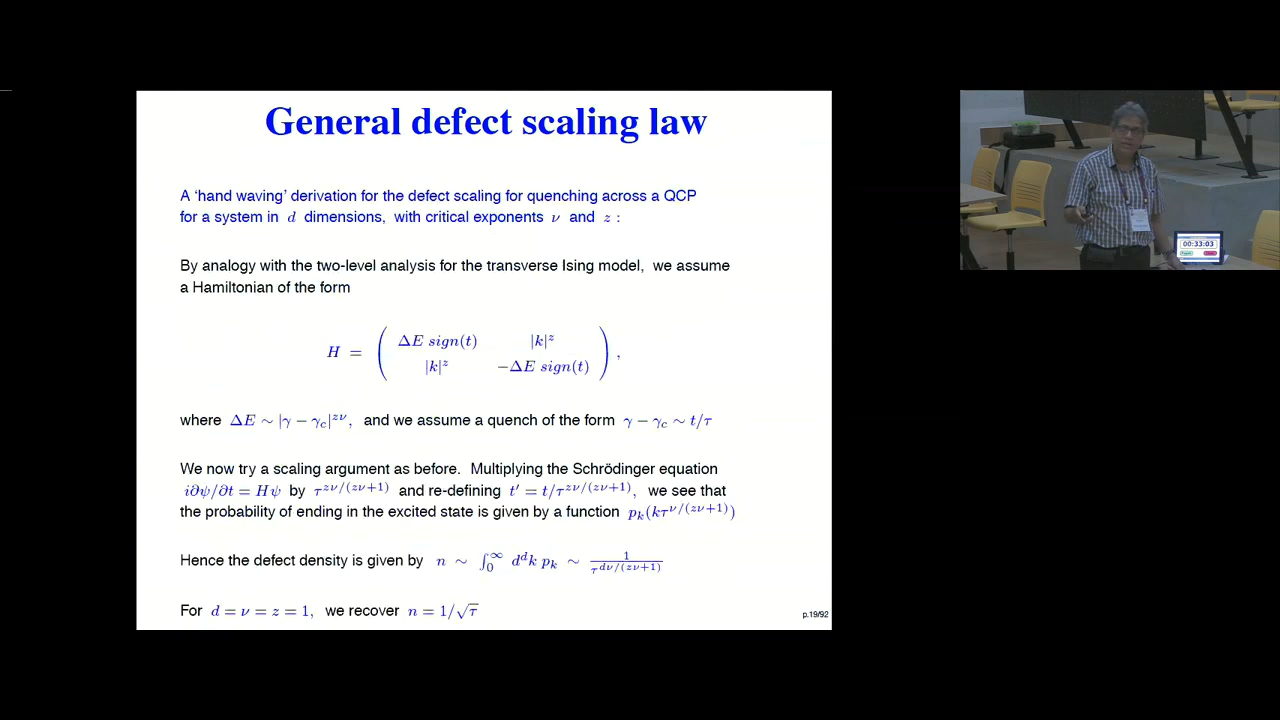 General defect scaling law
A ‘hand waving’ derivation for the defect scaling for quenching across a QCP
for a system in d dimensions, with critical exponents ν and z :
By analogy with the two-level analysis for the transverse Ising model, we assume
a Hamiltonian of the form
H = ( ΔE sign(t) |k|^z
|k|^z −ΔE sign(t) ) ,
where ΔE ∼ |γ − γ_c|^{zν}, and we assume a quench of the form γ − γ_c ∼ t/τ
We now try a scaling argument as before. Multiplying the Schrödinger equation
i∂ψ/∂t = Hψ by τ^{zν/(zν+1)} and re-defining t′ = t/τ^{zν/(zν+1)}, we see that
the probability of ending in the excited state is given by a function p_k(kτ^{ν/(zν+1)})
Hence the defect density is given by n ∼ ∫_0^∞ d^d k p_k ∼ 1/τ^{dν/(zν+1)}
For d = ν = z = 1, we recover n = 1/√τ
p.19/92
00:33:03